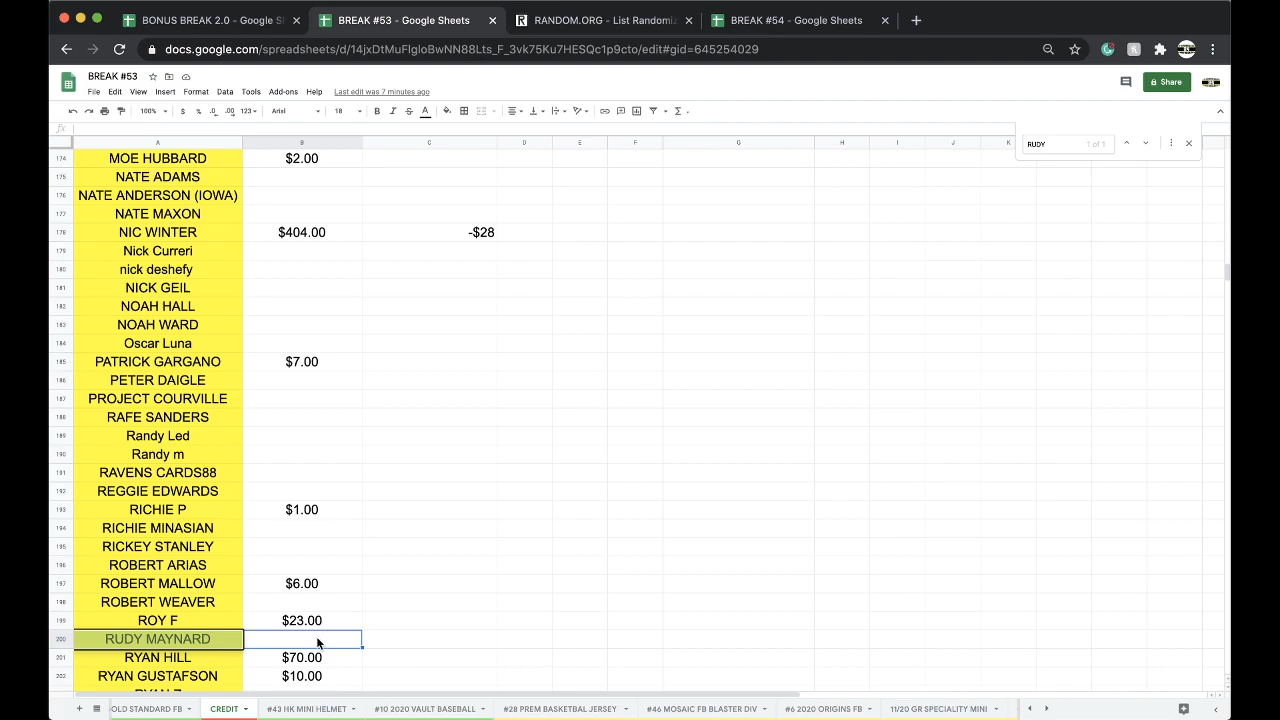 BONUS BREAK 2.0 - Google S
BREAK #53 - Google Sheets
RANDOM.ORG - List Randomiz
BREAK #54 - Google Sheets
docs.google.com/spreadsheets/d/14jxDtMuFIgloBwNN88Lts_F_3vk75Ku7HESQc1p9cto/edit#gid=645254029
BREAK #53
Share
File Edit View Insert Format Data Tools Add-ons Help Last edit was 7 minutes ago
100% $ % .0 .00 123 Arial 18 B I S A
fx
RUDY 1 of 1
A B C D E F G H I J K
174 MOE HUBBARD $2.00
175 NATE ADAMS
176 NATE ANDERSON (IOWA)
177 NATE MAXON
178 NIC WINTER $404.00 -$28
179 Nick Curreri
180 nick deshefy
181 NICK GEIL
182 NOAH HALL
183 NOAH WARD
184 Oscar Luna
185 PATRICK GARGANO $7.00
186 PETER DAIGLE
187 PROJECT COURVILLE
188 RAFE SANDERS
189 Randy Led
190 Randy m
191 RAVENS CARDS88
192 REGGIE EDWARDS
193 RICHIE P $1.00
194 RICHIE MINASIAN
195 RICKEY STANLEY
196 ROBERT ARIAS
197 ROBERT MALLOW $6.00
198 ROBERT WEAVER
199 ROY F $23.00
200 RUDY MAYNARD
201 RYAN HILL $70.00
202 RYAN GUSTAFSON $10.00
OLD STANDARD FB CREDIT #43 HK MINI HELMET #10 2020 VAULT BASEBALL #28 PREM BASKETBAL JERSEY #46 MOSAIC FB BLASTER DIV #6 2020 ORIGINS FB 11/20 GR SPECIALITY MINI